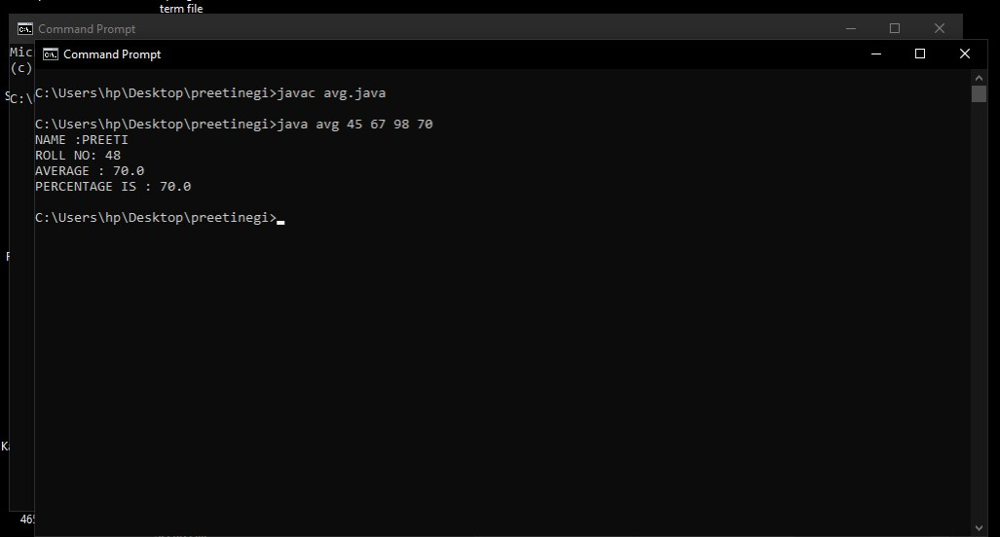 term file
Command Prompt
Mic
(c)
C:\
Command Prompt
C:\Users\hp\Desktop\preetinegi>javac avg.java
C:\Users\hp\Desktop\preetinegi>java avg 45 67 98 70
NAME :PREETI
ROLL NO: 48
AVERAGE : 70.0
PERCENTAGE IS : 70.0
C:\Users\hp\Desktop\preetinegi>